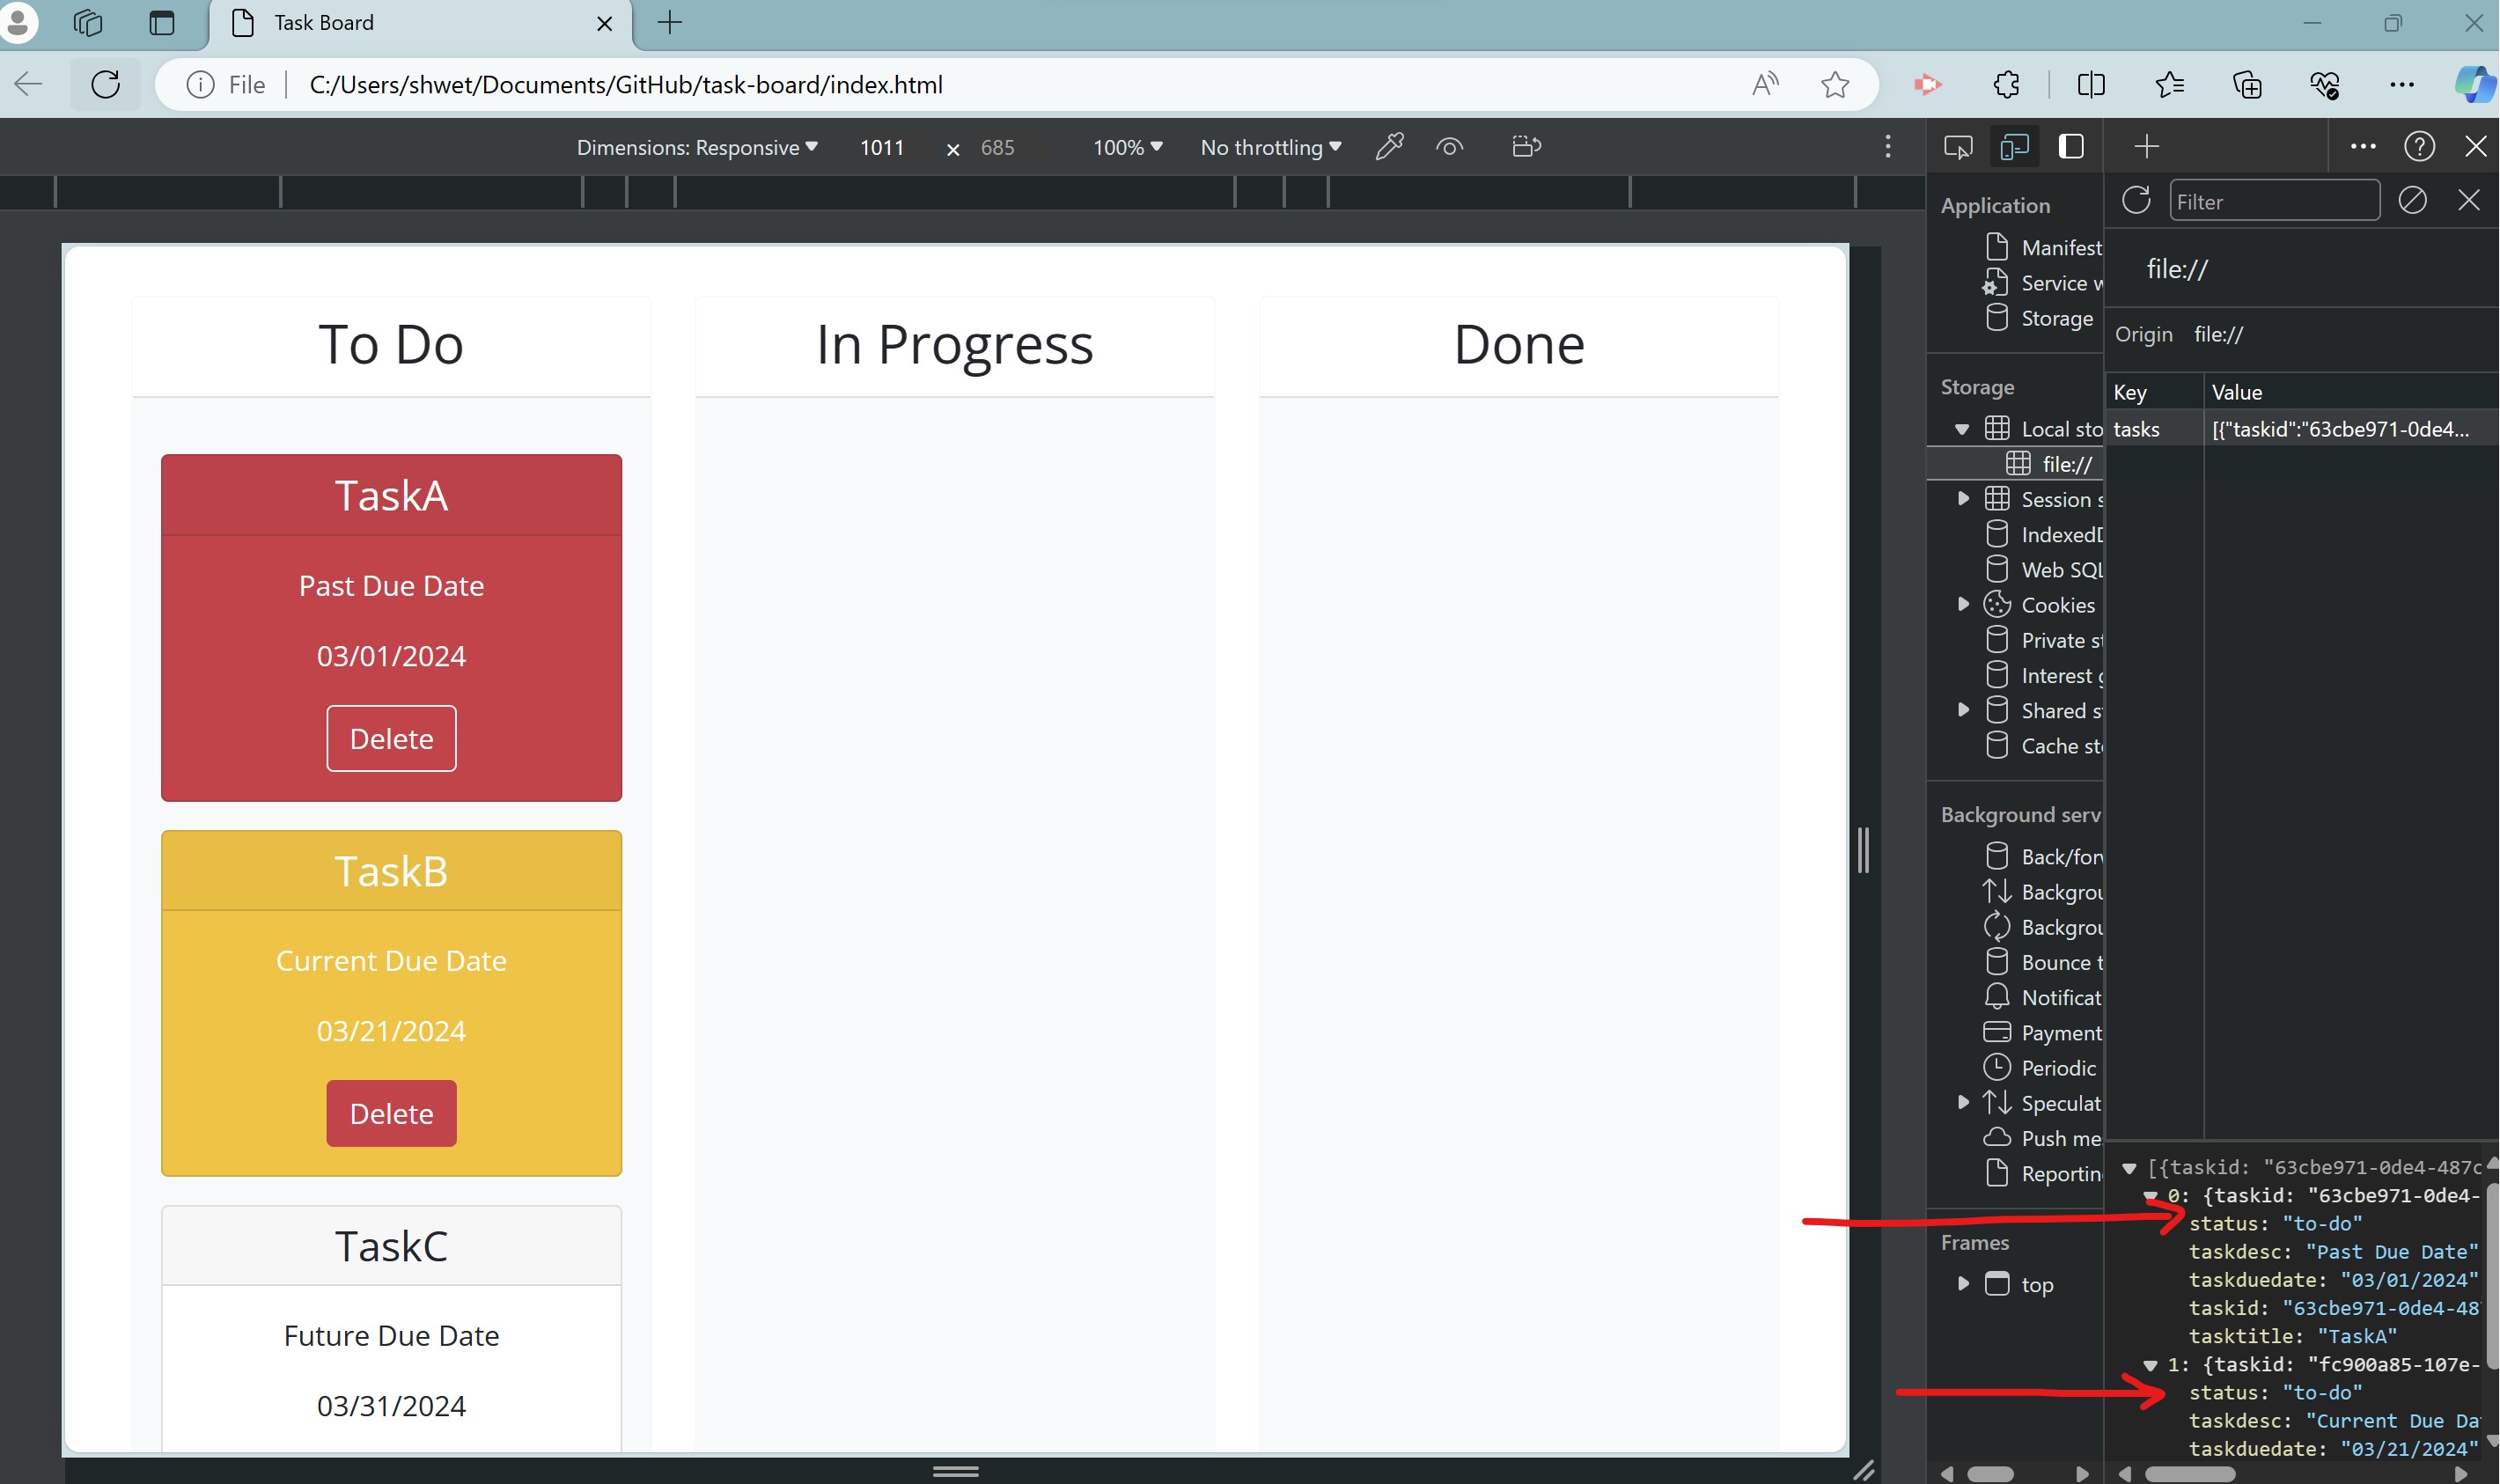 Task Board
File
C:/Users/shwet/Documents/GitHub/task-board/index.html
Dimensions: Responsive
1011 × 685
100%
No throttling
To Do
In Progress
Done
TaskA
Past Due Date
03/01/2024
Delete
TaskB
Current Due Date
03/21/2024
Delete
TaskC
Future Due Date
03/31/2024
Application
Manifest
Service w
Storage
Storage
Local sto
file://
Session s
IndexedD
Web SQL
Cookies
Private st
Interest g
Shared st
Cache sto
Background serv
Back/forv
Backgrou
Backgrou
Bounce t
Notificat
Payment
Periodic
Speculat
Push me
Reporting
Frames
top
Filter
file://
Origin file://
Key Value
tasks [{"taskid":"63cbe971-0de4...
[{taskid: "63cbe971-0de4-487c
0: {taskid: "63cbe971-0de4-
status: "to-do"
taskdesc: "Past Due Date"
taskduedate: "03/01/2024"
taskid: "63cbe971-0de4-48
tasktitle: "TaskA"
1: {taskid: "fc900a85-107e-
status: "to-do"
taskdesc: "Current Due Da
taskduedate: "03/21/2024"